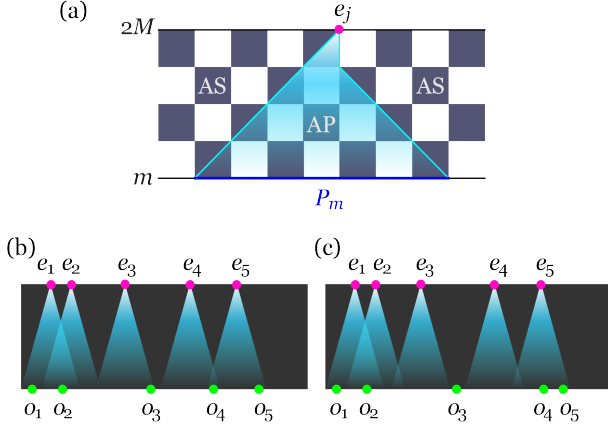 (a)
2M
e_j
AS
AS
AP
m
P_m
(b)
e_1 e_2 e_3 e_4 e_5
o_1 o_2 o_3 o_4 o_5
(c)
e_1 e_2 e_3 e_4 e_5
o_1 o_2 o_3 o_4 o_5